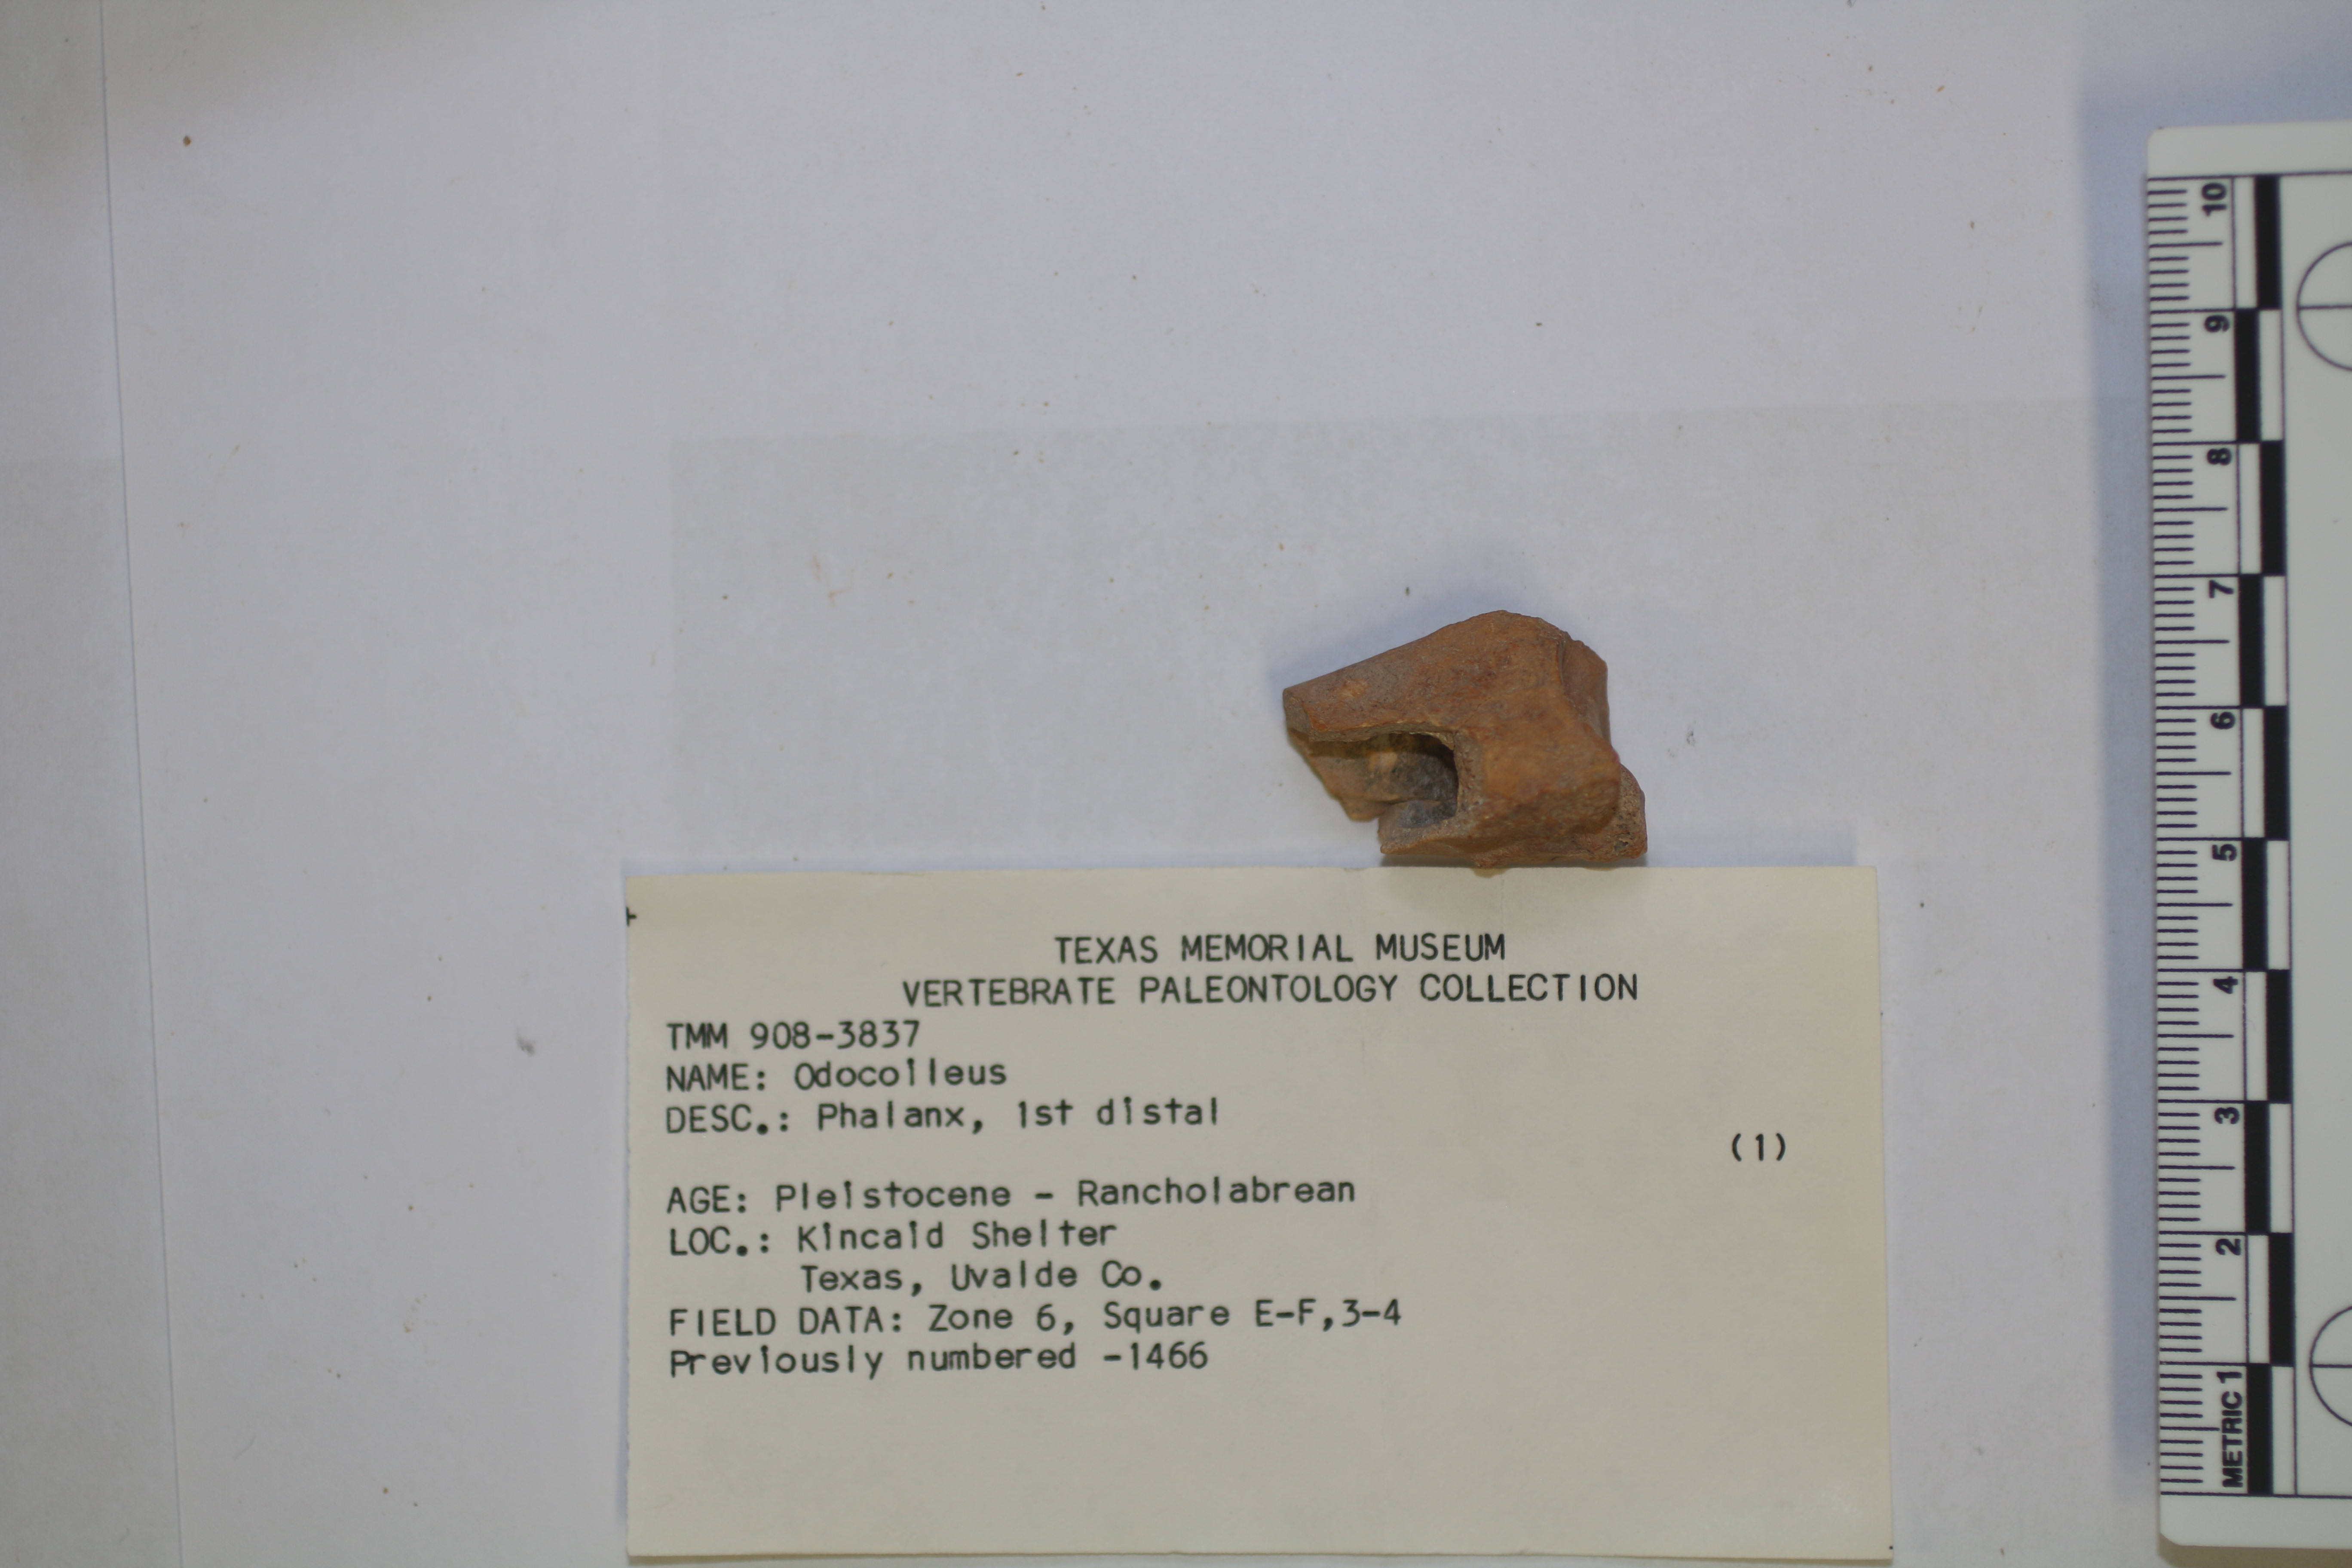 TEXAS MEMORIAL MUSEUM
VERTEBRATE PALEONTOLOGY COLLECTION
TMM 908-3837
NAME: Odocolleus
DESC.: Phalanx, 1st distal
(1)
AGE: Pleistocene - Rancholabrean
LOC.: Kincaid Shelter
Texas, Uvalde Co.
FIELD DATA: Zone 6, Square E-F,3-4
Previously numbered -1466
METRIC 1 2 3 4 5 6 7 8 9 10